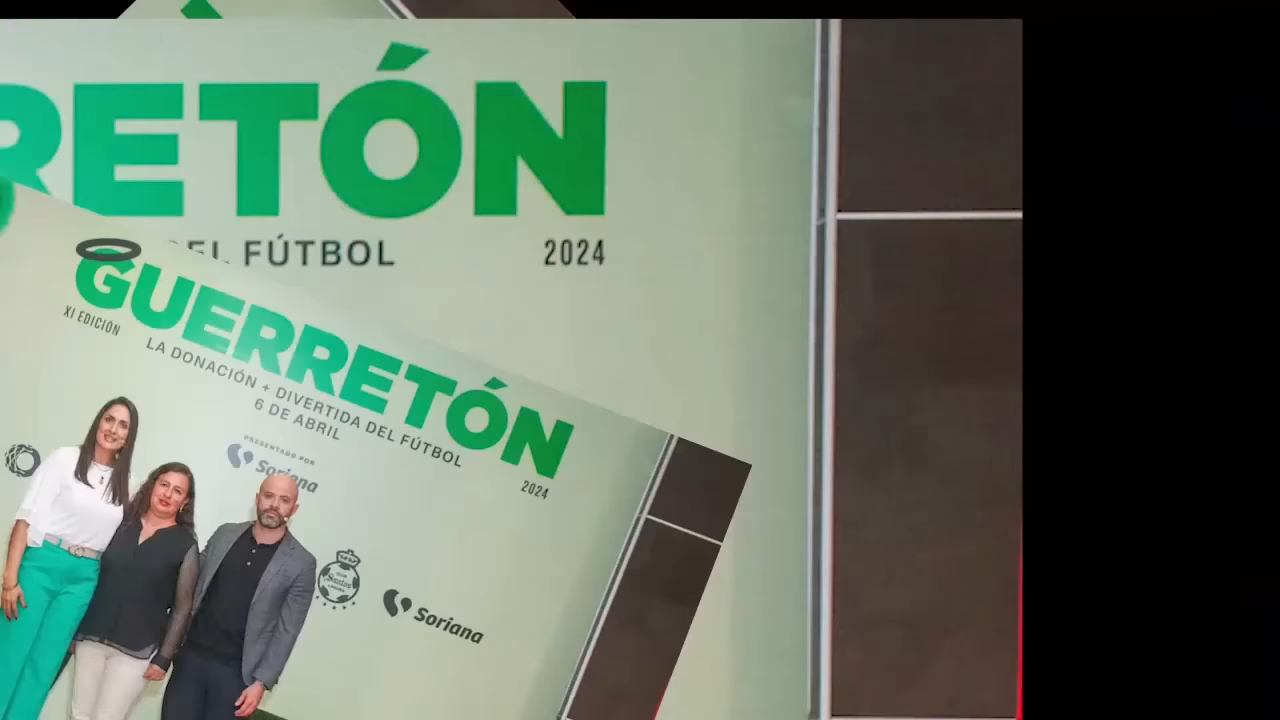 RETÓN
DEL FÚTBOL
2024
GUERRETÓN
XI EDICIÓN
LA DONACIÓN + DIVERTIDA DEL FÚTBOL
6 DE ABRIL
2024
PRESENTADO POR
Soriana
Santos
Soriana